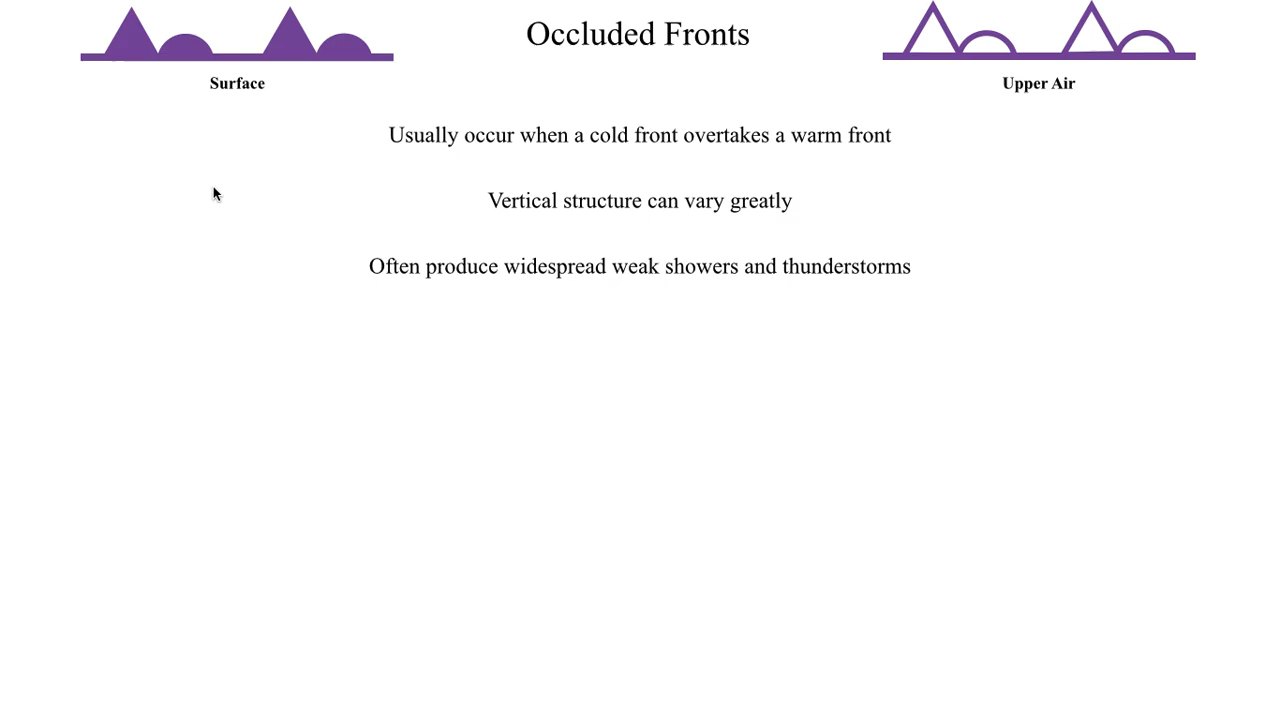 Occluded Fronts
Surface
Upper Air
Usually occur when a cold front overtakes a warm front
Vertical structure can vary greatly
Often produce widespread weak showers and thunderstorms